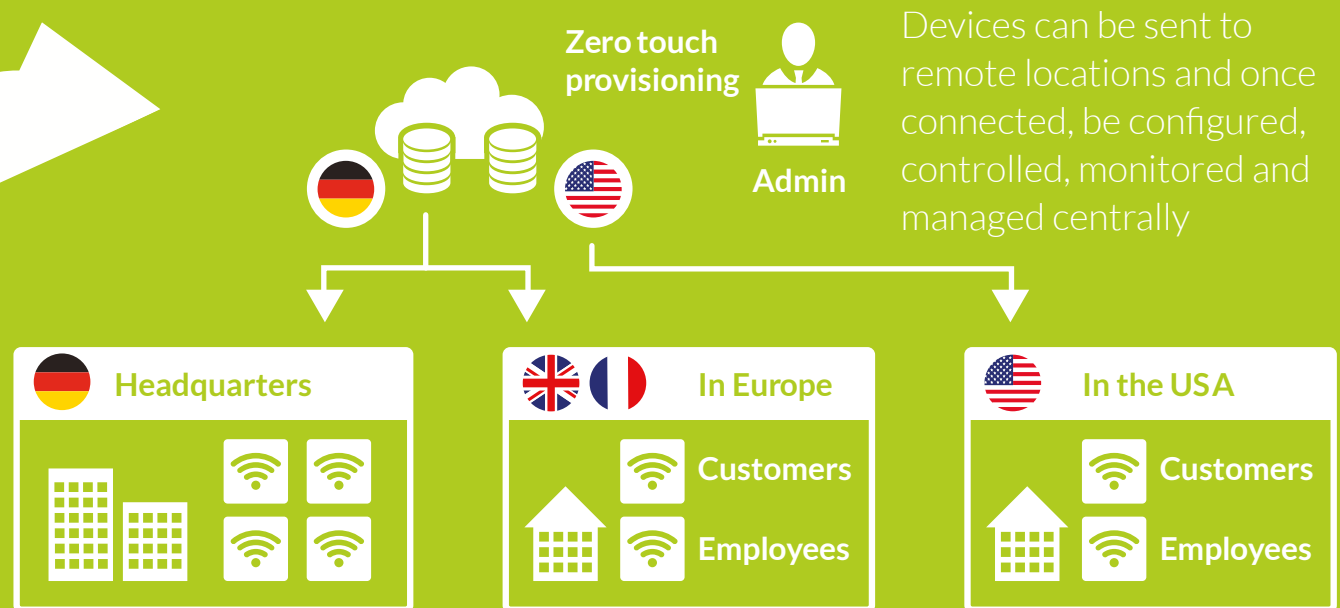 Zero touch
provisioning
Admin
Devices can be sent to
remote locations and once
connected, be configured,
controlled, monitored and
managed centrally
Headquarters
In Europe
Customers
Employees
In the USA
Customers
Employees